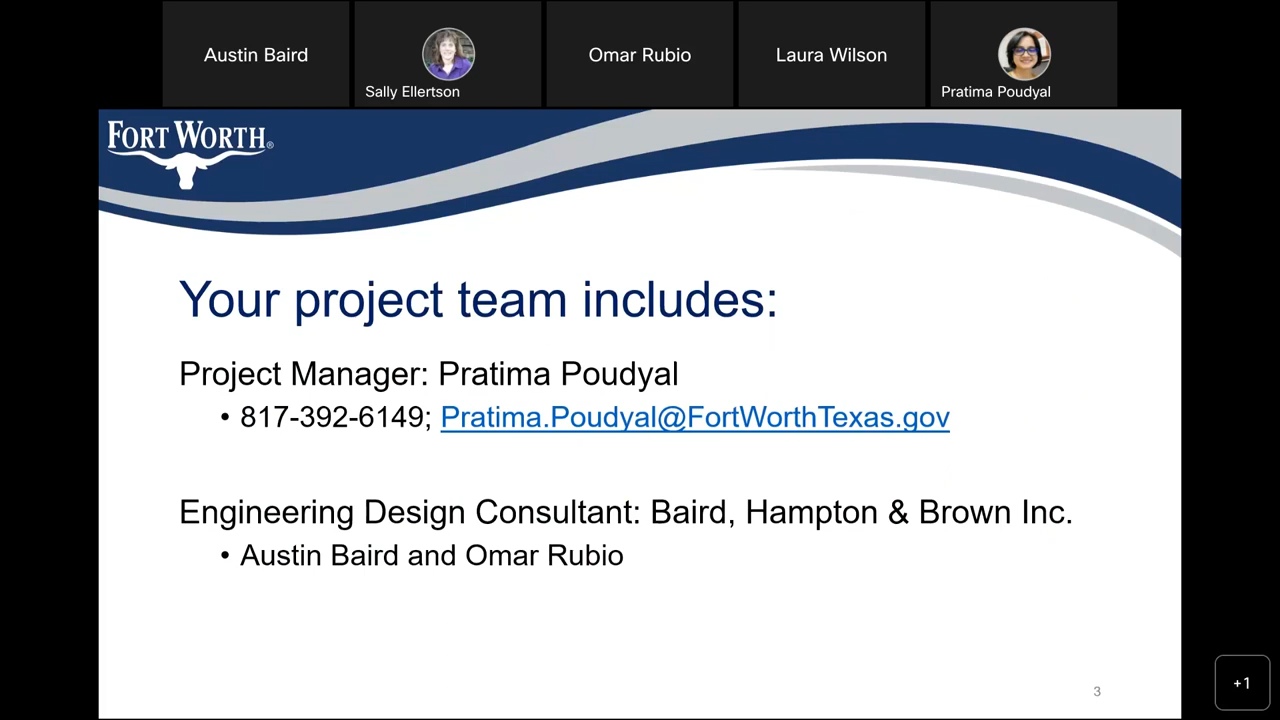 Austin Baird
Sally Ellertson
Omar Rubio
Laura Wilson
Pratima Poudyal
FORT WORTH®
Your project team includes:
Project Manager: Pratima Poudyal
• 817-392-6149; Pratima.Poudyal@FortWorthTexas.gov
Engineering Design Consultant: Baird, Hampton & Brown Inc.
• Austin Baird and Omar Rubio
3
+1